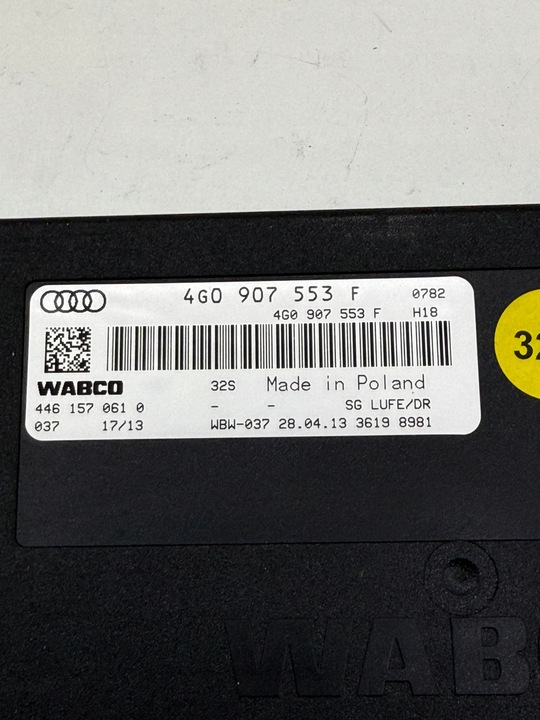 4G0 907 553 F 0782
4G0 907 553 F H18
WABCO 32S Made in Poland
446 157 061 0 - - SG LUFE/DR
037 17/13 WBW-037 28.04.13 3619 8981
32
WAB